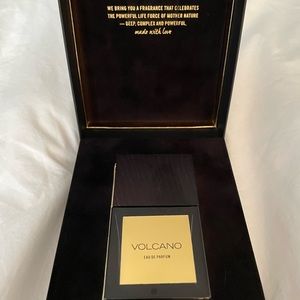 WE BRING YOU A FRAGRANCE THAT CELEBRATES
THE POWERFUL LIFE FORCE OF MOTHER NATURE
— DEEP, COMPLEX AND POWERFUL,
made with love
VOLCANO
EAU DE PARFUM